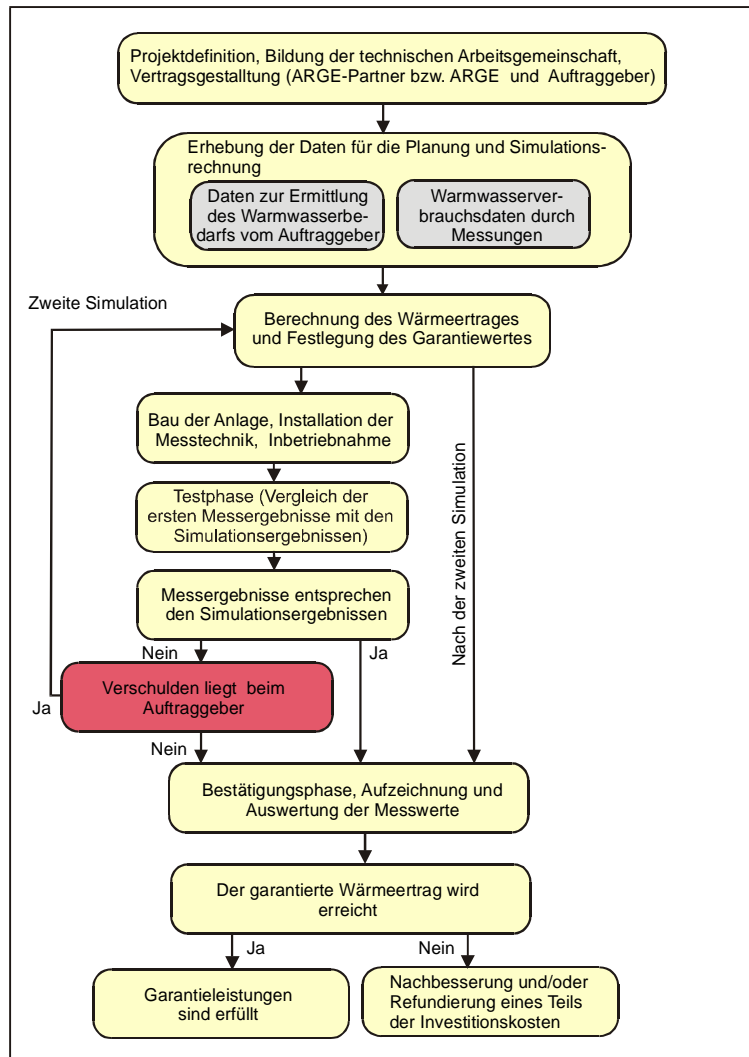 Projektdefinition, Bildung der technischen Arbeitsgemeinschaft,
Vertragsgestalltung (ARGE-Partner bzw. ARGE und Auftraggeber)
Erhebung der Daten für die Planung und Simulations-
rechnung
Daten zur Ermittlung
des Warmwasserbe-
darfs vom Auftraggeber
Warmwasserver-
brauchsdaten durch
Messungen
Zweite Simulation
Berechnung des Wärmeertrages
und Festlegung des Garantiewertes
Bau der Anlage, Installation der
Messtechnik, Inbetriebnahme
Testphase (Vergleich der
ersten Messergebnisse mit den
Simulationsergebnissen)
Nach der zweiten Simulation
Messergebnisse entsprechen
den Simulationsergebnissen
Nein
Ja
Verschulden liegt beim
Auftraggeber
Ja
Nein
Bestätigungsphase, Aufzeichnung und
Auswertung der Messwerte
Der garantierte Wärmeertrag wird
erreicht
Ja
Nein
Garantieleistungen
sind erfüllt
Nachbesserung und/oder
Refundierung eines Teils
der Investitionskosten